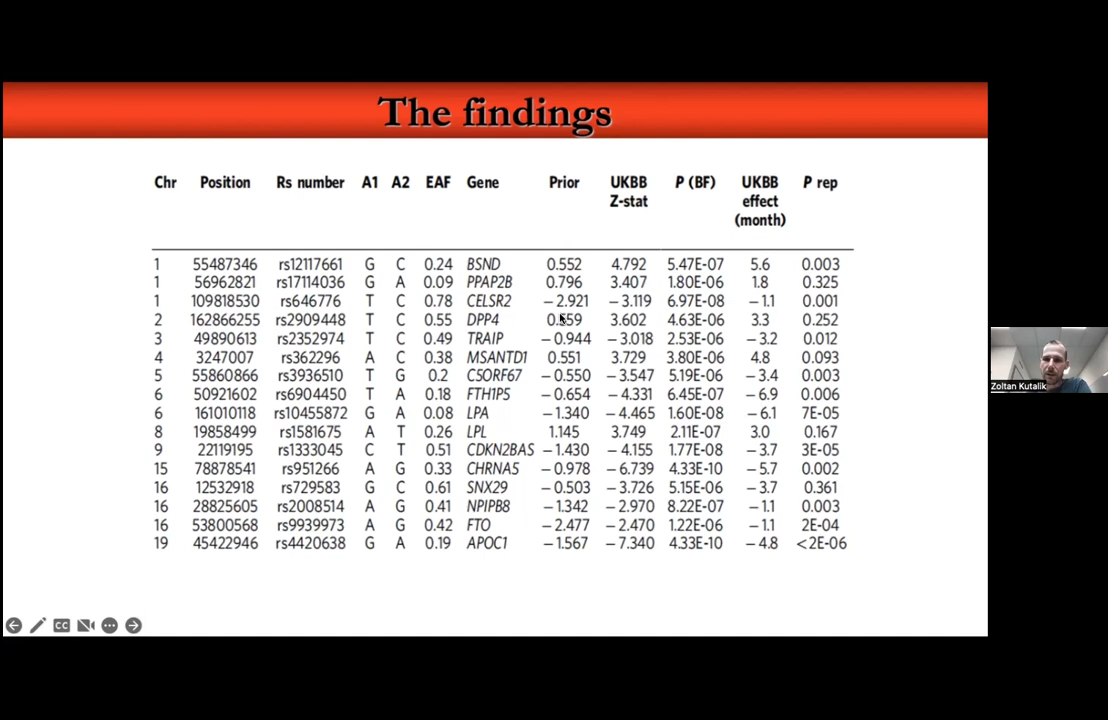 The findings
Chr Position Rs number A1 A2 EAF Gene Prior UKBB Z-stat P (BF) UKBB effect (month) P rep
1 55487346 rs12117661 G C 0.24 BSND 0.552 4.792 5.47E-07 5.6 0.003
1 56962821 rs17114036 G A 0.09 PPAP2B 0.796 3.407 1.80E-06 1.8 0.325
1 109818530 rs646776 T C 0.78 CELSR2 −2.921 −3.119 6.97E-08 −1.1 0.001
2 162866255 rs2909448 T C 0.55 DPP4 3.602 4.63E-06 3.3 0.252
3 49890613 rs2352974 T C 0.49 TRAIP −0.944 −3.018 2.53E-06 −3.2 0.012
4 3247007 rs362296 A C 0.38 MSANTD1 0.551 3.729 3.80E-06 4.8 0.093
5 55860866 rs3936510 T G 0.2 C5ORF67 −0.550 −3.547 5.19E-06 −3.4 0.003
6 50921602 rs6904450 T A 0.18 FTH1P5 −0.654 −4.331 6.45E-07 −6.9 0.006
6 161010118 rs10455872 G A 0.08 LPA −1.340 −4.465 1.60E-08 −6.1 7E-05
8 19858499 rs1581675 A T 0.26 LPL 1.145 3.749 2.11E-07 3.0 0.167
9 22119195 rs1333045 C T 0.51 CDKN2BAS −1.430 −4.155 1.77E-08 −3.7 3E-05
15 78878541 rs951266 A G 0.33 CHRNA5 −0.978 −6.739 4.33E-10 −5.7 0.002
16 12532918 rs729583 G C 0.61 SNX29 −0.503 −3.726 5.15E-06 −3.7 0.361
16 28825605 rs2008514 A G 0.41 NPIPB8 −1.342 −2.970 8.22E-07 −1.1 0.003
16 53800568 rs9939973 A G 0.42 FTO −2.477 −2.470 1.22E-06 −1.1 2E-04
19 45422946 rs4420638 G A 0.19 APOC1 −1.567 −7.340 4.33E-10 −4.8 <2E-06
Zoltan Kutalik
CC